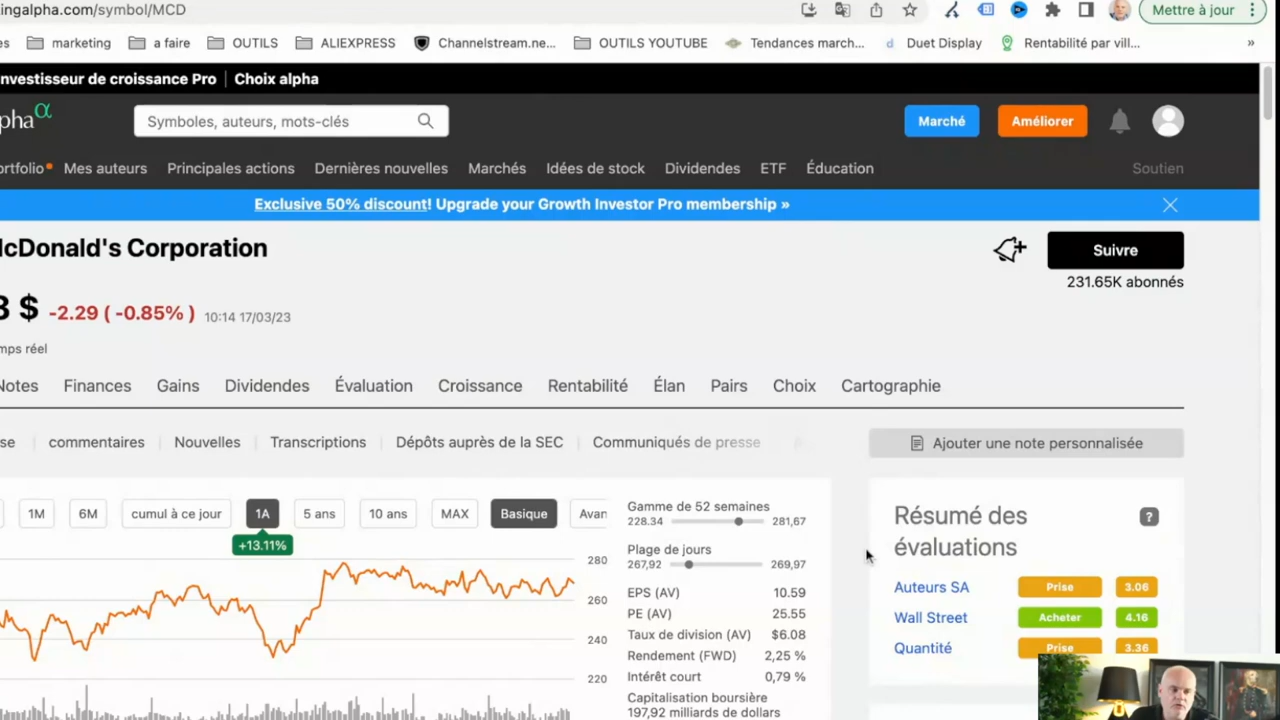 ingalpha.com/symbol/MCD
Mettre à jour
es
marketing
a faire
OUTILS
ALIEXPRESS
Channelstream.ne...
OUTILS YOUTUBE
Tendances march...
Duet Display
Rentabilité par vill...
»
nvestisseur de croissance Pro | Choix alpha
pha α
Symboles, auteurs, mots-clés
Marché
Améliorer
ortfolio
Mes auteurs
Principales actions
Dernières nouvelles
Marchés
Idées de stock
Dividendes
ETF
Éducation
Soutien
Exclusive 50% discount! Upgrade your Growth Investor Pro membership »
IcDonald's Corporation
Suivre
231.65K abonnés
$ -2.29 ( -0.85% ) 10:14 17/03/23
mps réel
Notes
Finances
Gains
Dividendes
Évaluation
Croissance
Rentabilité
Élan
Pairs
Choix
Cartographie
se
commentaires
Nouvelles
Transcriptions
Dépôts auprès de la SEC
Communiqués de presse
Ajouter une note personnalisée
1M
6M
cumul à ce jour
1A
5 ans
10 ans
MAX
Basique
Avan
+13.11%
280
260
240
220
Gamme de 52 semaines
228.34 281,67
Plage de jours
267,92 269,97
EPS (AV) 10.59
PE (AV) 25.55
Taux de division (AV) $6.08
Rendement (FWD) 2,25 %
Intérêt court 0,79 %
Capitalisation boursière
197,92 milliards de dollars
Résumé des
évaluations
?
Auteurs SA Prise 3.06
Wall Street Acheter 4.16
Quantité Prise 3.36